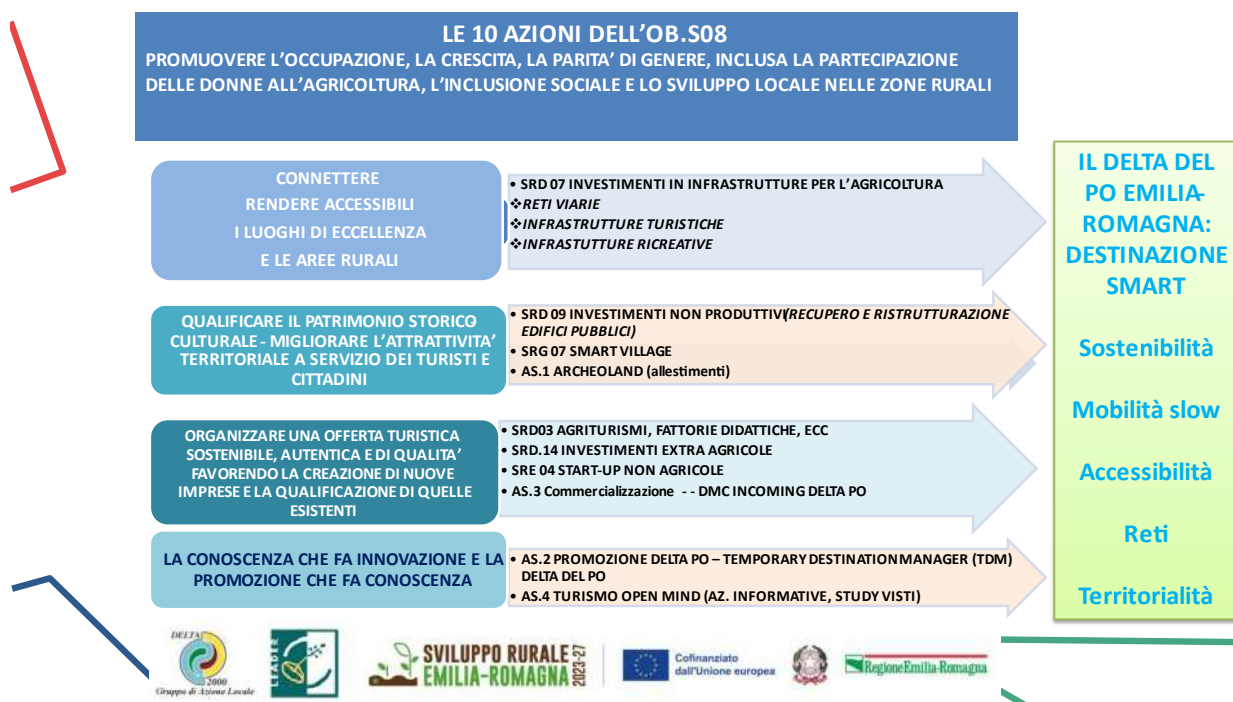 LE 10 AZIONI DELL'OB.S08
PROMUOVERE L'OCCUPAZIONE, LA CRESCITA, LA PARITA' DI GENERE, INCLUSA LA PARTECIPAZIONE
DELLE DONNE ALL'AGRICOLTURA, L'INCLUSIONE SOCIALE E LO SVILUPPO LOCALE NELLE ZONE RURALI
CONNETTERE
RENDERE ACCESSIBILI
I LUOGHI DI ECCELLENZA
E LE AREE RURALI
• SRD 07 INVESTIMENTI IN INFRASTRUTTURE PER L'AGRICOLTURA
❖RETI VIARIE
❖INFRASTRUTTURE TURISTICHE
❖INFRASTUTTURE RICREATIVE
QUALIFICARE IL PATRIMONIO STORICO
CULTURALE - MIGLIORARE L'ATTRATTIVITA'
TERRITORIALE A SERVIZIO DEI TURISTI E
CITTADINI
• SRD 09 INVESTIMENTI NON PRODUTTIVI(RECUPERO E RISTRUTTURAZIONE
EDIFICI PUBBLICI)
• SRG 07 SMART VILLAGE
• AS.1 ARCHEOLAND (allestimenti)
ORGANIZZARE UNA OFFERTA TURISTICA
SOSTENIBILE, AUTENTICA E DI QUALITA'
FAVORENDO LA CREAZIONE DI NUOVE
IMPRESE E LA QUALIFICAZIONE DI QUELLE
ESISTENTI
• SRD03 AGRITURISMI, FATTORIE DIDATTICHE, ECC
• SRD.14 INVESTIMENTI EXTRA AGRICOLE
• SRE 04 START-UP NON AGRICOLE
• AS.3 Commercializzazione - - DMC INCOMING DELTA PO
LA CONOSCENZA CHE FA INNOVAZIONE E LA
PROMOZIONE CHE FA CONOSCENZA
• AS.2 PROMOZIONE DELTA PO – TEMPORARY DESTINATION MANAGER (TDM)
DELTA DEL PO
• AS.4 TURISMO OPEN MIND (AZ. INFORMATIVE, STUDY VISTI)
IL DELTA DEL
PO EMILIA-
ROMAGNA:
DESTINAZIONE
SMART
Sostenibilità
Mobilità slow
Accessibilità
Reti
Territorialità
DELTA
2000
Gruppo di Azione Locale
LEADER
SVILUPPO RURALE
EMILIA-ROMAGNA
2023-27
Cofinanziato
dall'Unione europea
RegioneEmilia-Romagna